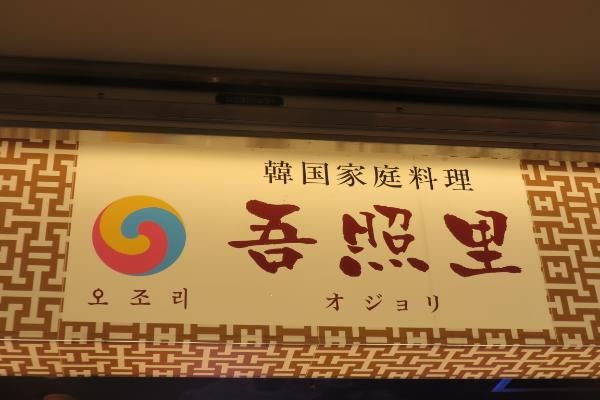 韓国家庭料理
吾照里
오조리
オジョリ